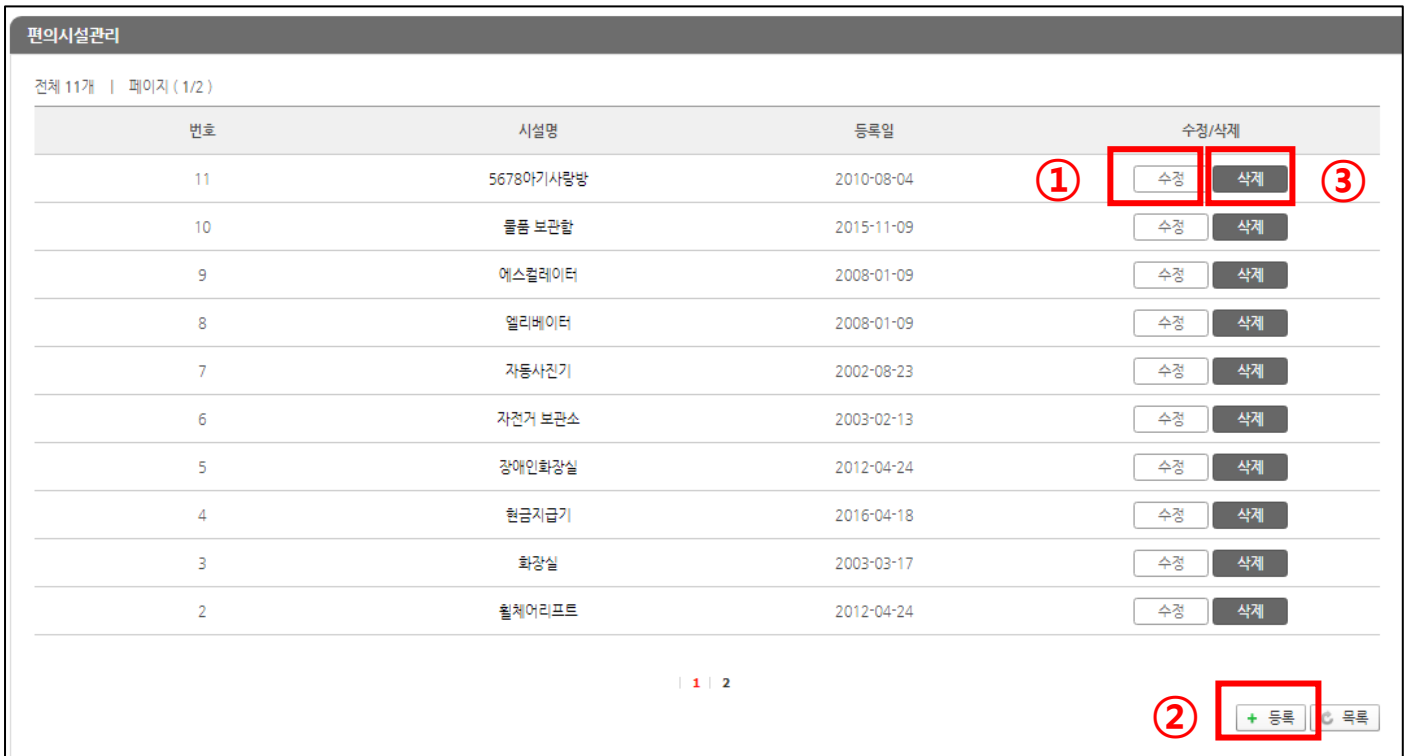 편의시설관리
전체 11개 | 페이지 ( 1/2 )
번호 시설명 등록일 수정/삭제
11 5678아기사랑방 2010-08-04 ① 수정 삭제 ③
10 물품 보관함 2015-11-09 수정 삭제
9 에스컬레이터 2008-01-09 수정 삭제
8 엘리베이터 2008-01-09 수정 삭제
7 자동사진기 2002-08-23 수정 삭제
6 자전거 보관소 2003-02-13 수정 삭제
5 장애인화장실 2012-04-24 수정 삭제
4 현금지급기 2016-04-18 수정 삭제
3 화장실 2003-03-17 수정 삭제
2 휠체어리프트 2012-04-24 수정 삭제
| 1 | 2
② + 등록 목록